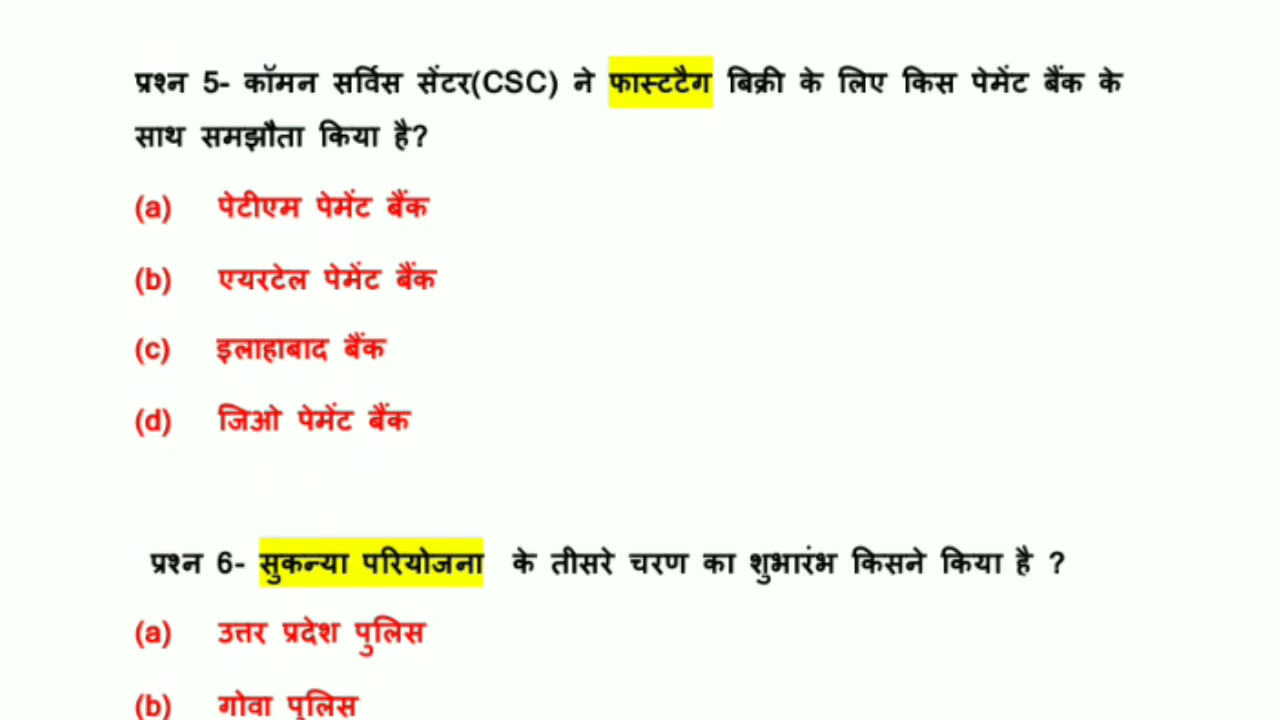 प्रश्न 5- कॉमन सर्विस सेंटर(CSC) ने फास्टटैग बिक्री के लिए किस पेमेंट बैंक के
साथ समझौता किया है?
(a) पेटीएम पेमेंट बैंक
(b) एयरटेल पेमेंट बैंक
(c) इलाहाबाद बैंक
(d) जिओ पेमेंट बैंक
प्रश्न 6- सुकन्या परियोजना के तीसरे चरण का शुभारंभ किसने किया है ?
(a) उत्तर प्रदेश पुलिस
(b) गोवा पुलिस